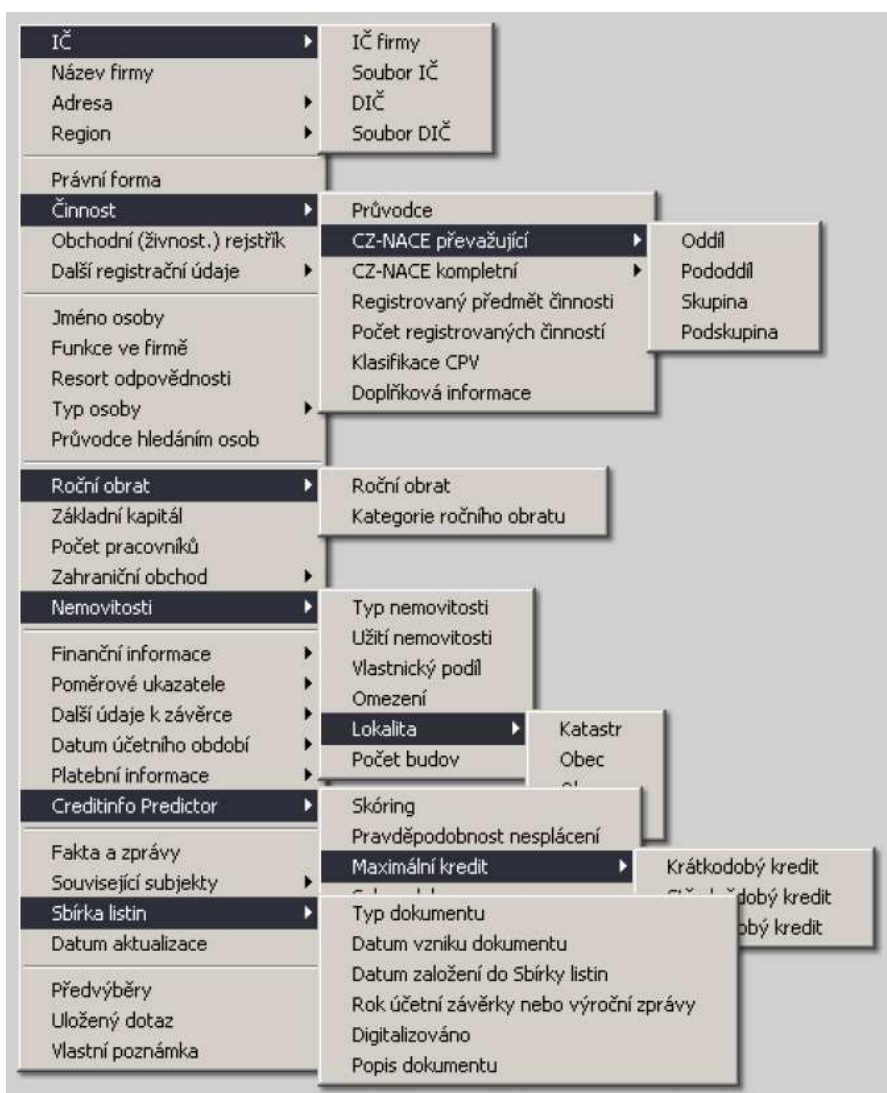 IČ
Název firmy
Adresa
Region
Právní forma
Činnost
Obchodní (živnost.) rejstřík
Další registrační údaje
Jméno osoby
Funkce ve firmě
Resort odpovědnosti
Typ osoby
Průvodce hledáním osob
Roční obrat
Základní kapitál
Počet pracovníků
Zahraniční obchod
Nemovitosti
Finanční informace
Poměrové ukazatele
Další údaje k závěrce
Datum účetního období
Platební informace
Creditinfo Predictor
Fakta a zprávy
Související subjekty
Sbírka listin
Datum aktualizace
Předvýběry
Uložený dotaz
Vlastní poznámka
IČ firmy
Soubor IČ
DIČ
Soubor DIČ
Průvodce
CZ-NACE převažující
CZ-NACE kompletní
Registrovaný předmět činnosti
Počet registrovaných činností
Klasifikace CPV
Doplňková informace
Oddíl
Pododdíl
Skupina
Podskupina
Roční obrat
Kategorie ročního obratu
Typ nemovitosti
Užití nemovitosti
Vlastnický podíl
Omezení
Lokalita
Počet budov
Katastr
Obec
Skóring
Pravděpodobnost nesplácení
Maximální kredit
Krátkodobý kredit
kredit
kredit
Typ dokumentu
Datum vzniku dokumentu
Datum založení do Sbírky listin
Rok účetní závěrky nebo výroční zprávy
Digitalizováno
Popis dokumentu